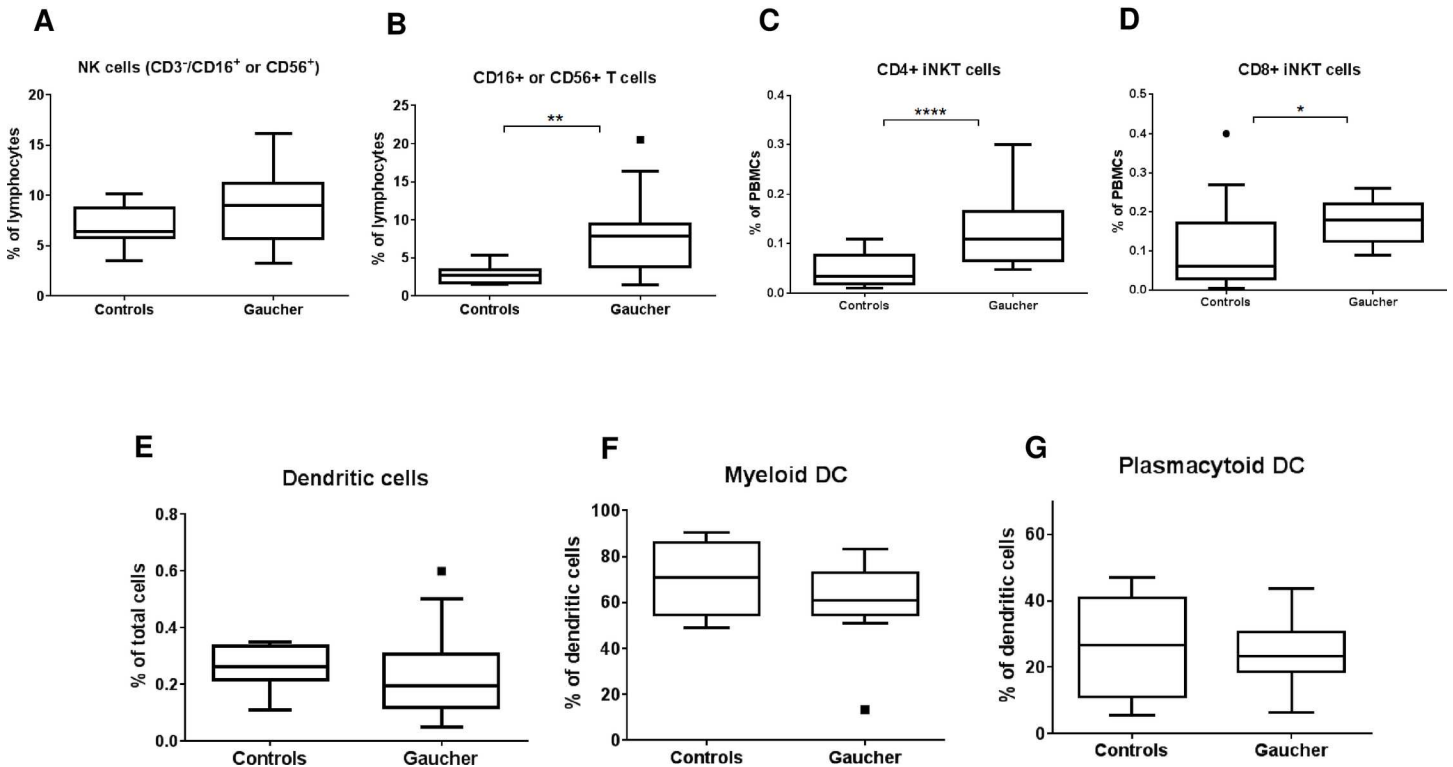 A
NK cells (CD3⁻/CD16⁺ or CD56⁺)
% of lymphocytes
20
15
10
5
0
Controls
Gaucher
B
CD16+ or CD56+ T cells
% of lymphocytes
25
20
15
10
5
0
**
Controls
Gaucher
C
CD4+ iNKT cells
% of PBMCs
0.4
0.3
0.2
0.1
0.0
****
Controls
Gaucher
D
CD8+ iNKT cells
% of PBMCs
0.5
0.4
0.3
0.2
0.1
0.0
*
Controls
Gaucher
E
Dendritic cells
% of total cells
0.8
0.6
0.4
0.2
0.0
Controls
Gaucher
F
Myeloid DC
% of dendritic cells
100
80
60
40
20
0
Controls
Gaucher
G
Plasmacytoid DC
% of dendritic cells
60
40
20
0
Controls
Gaucher